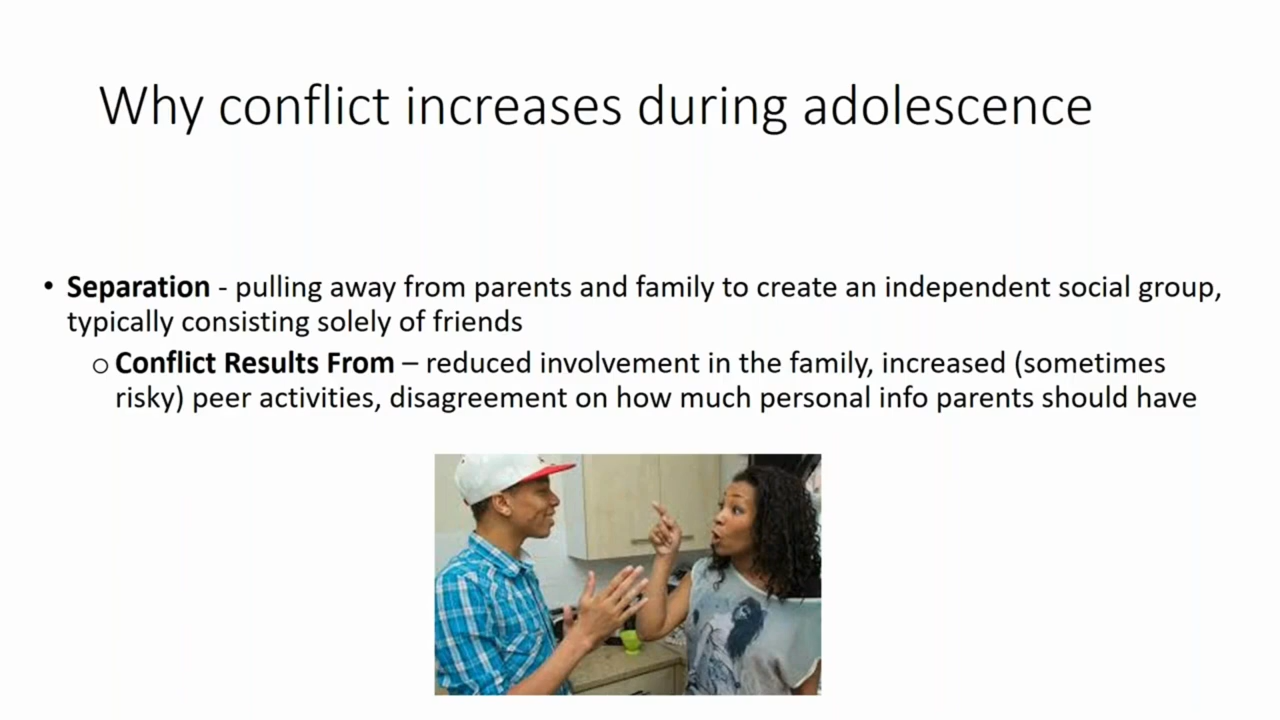 Why conflict increases during adolescence
• Separation - pulling away from parents and family to create an independent social group,
typically consisting solely of friends
o Conflict Results From – reduced involvement in the family, increased (sometimes
risky) peer activities, disagreement on how much personal info parents should have